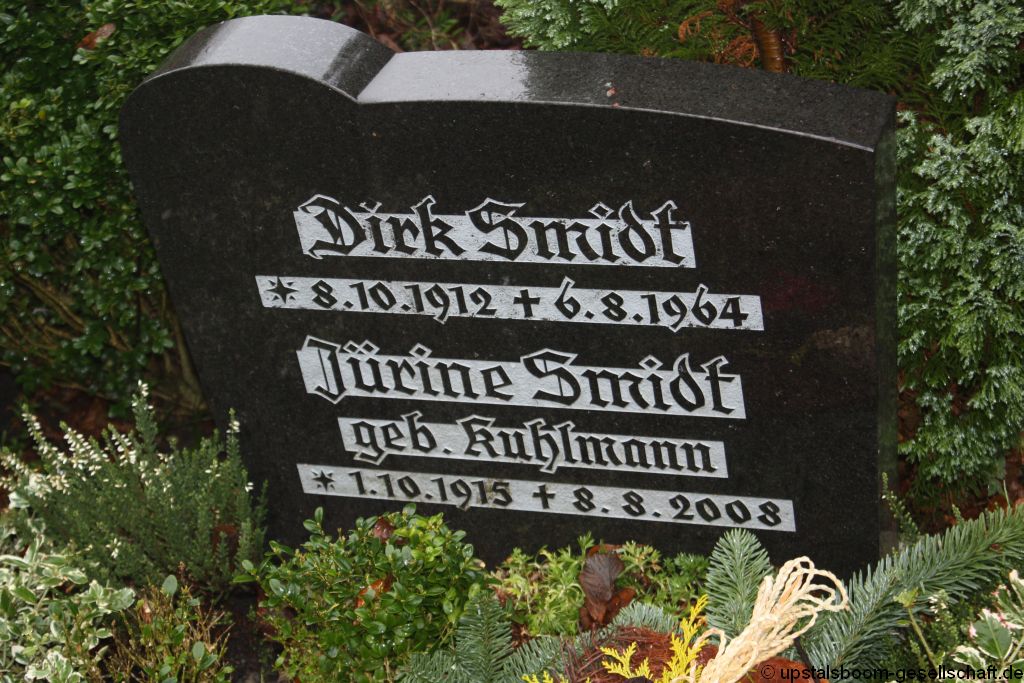 Dirk Smidt
* 8.10.1912 ✝ 6.8.1964
Jürine Smidt
geb. Kuhlmann
* 1.10.1915 ✝ 8.8.2008
© upstalsboom-gesellschaft.de